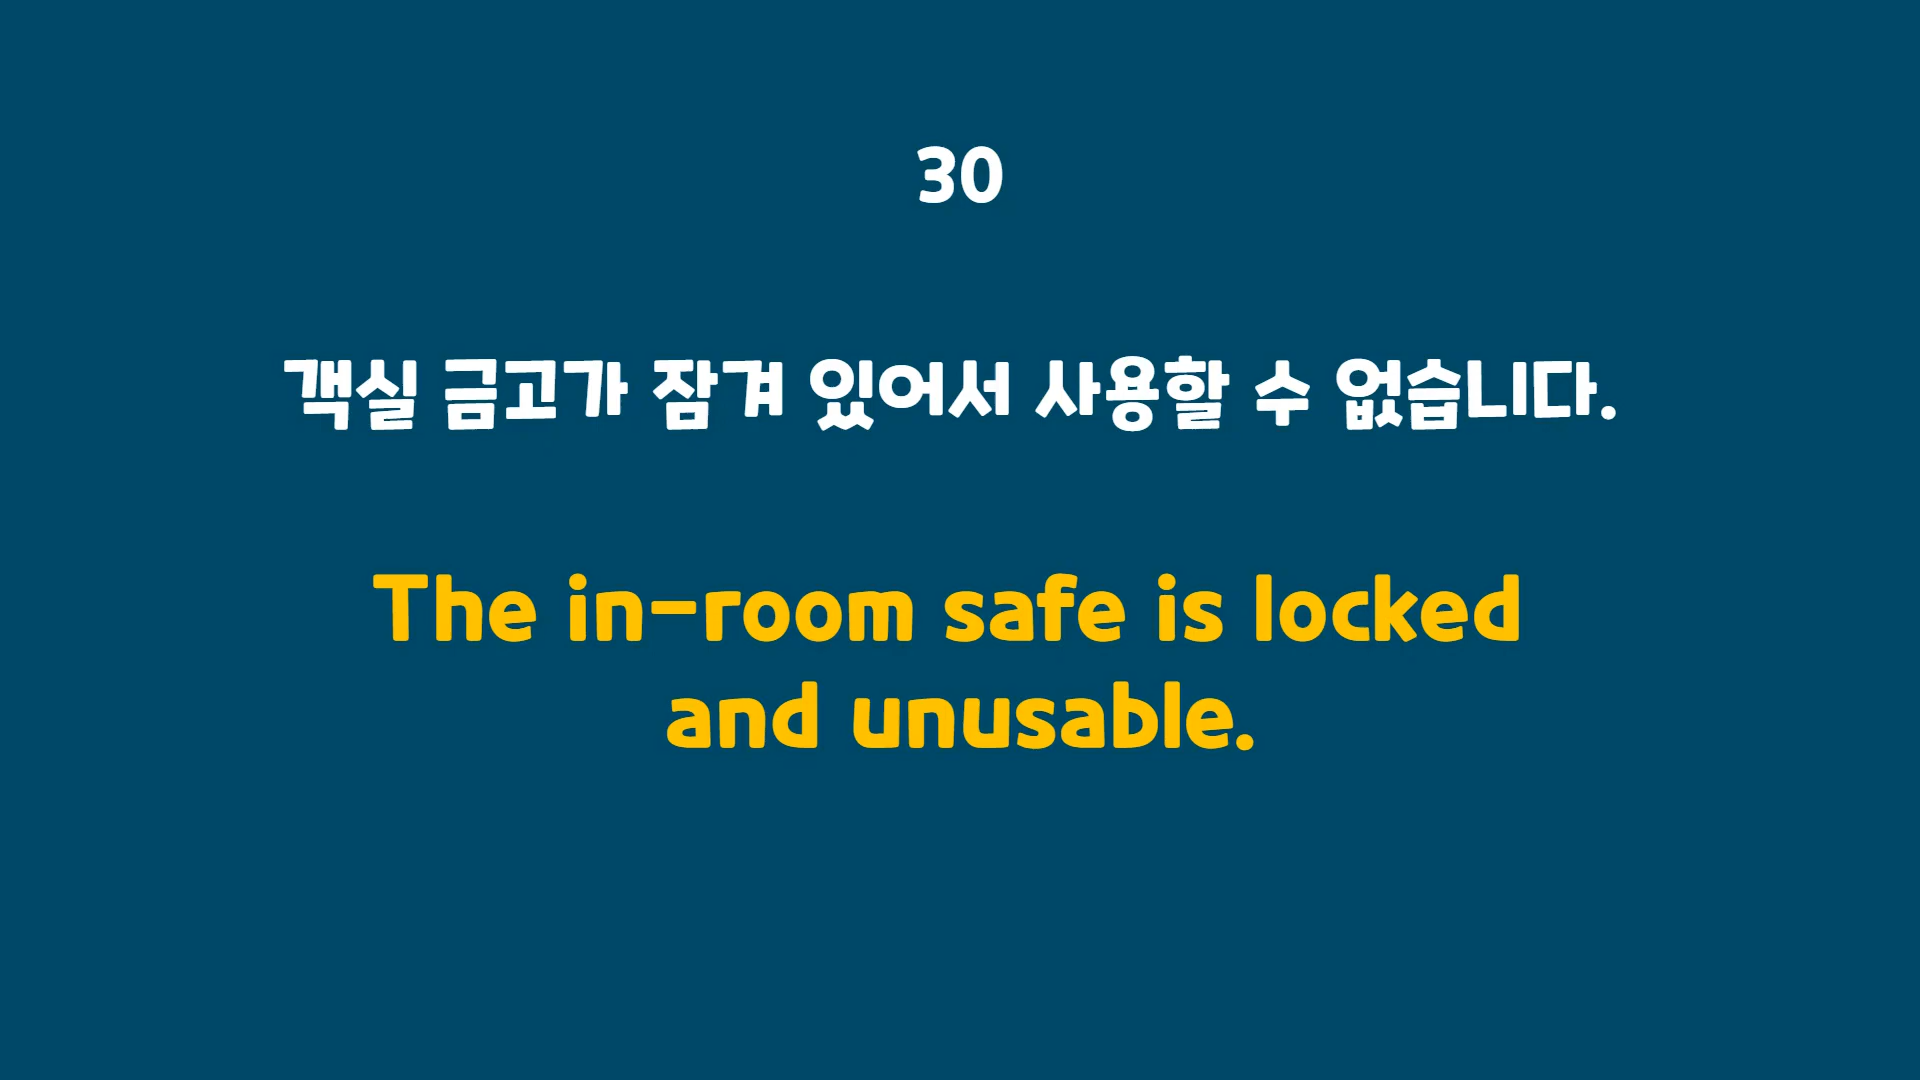 30
객실 금고가 잠겨 있어서 사용할 수 없습니다.
The in-room safe is locked
and unusable.